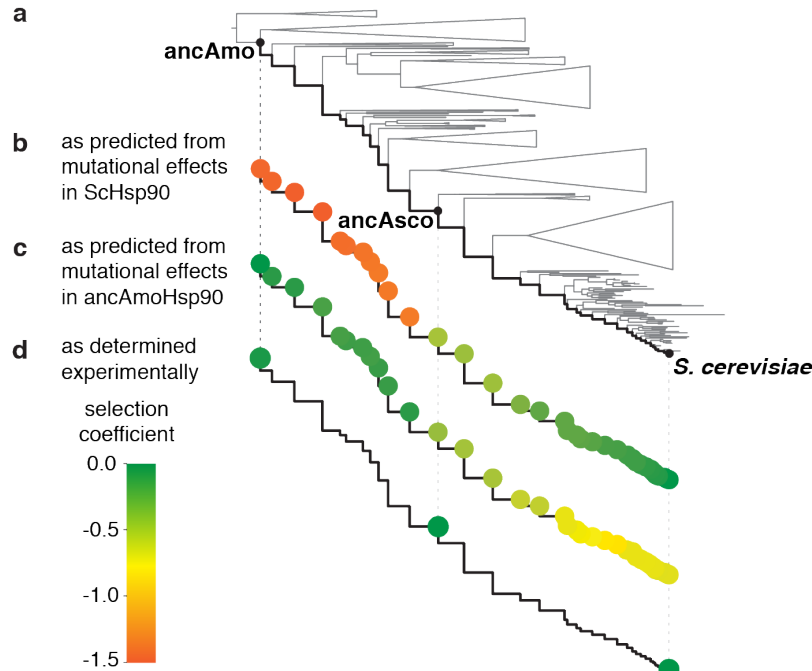 a
ancAmo
b
as predicted from
mutational effects
in ScHsp90
ancAsco
c
as predicted from
mutational effects
in ancAmoHsp90
d
as determined
experimentally
S. cerevisiae
selection
coefficient
0.0
-0.5
-1.0
-1.5